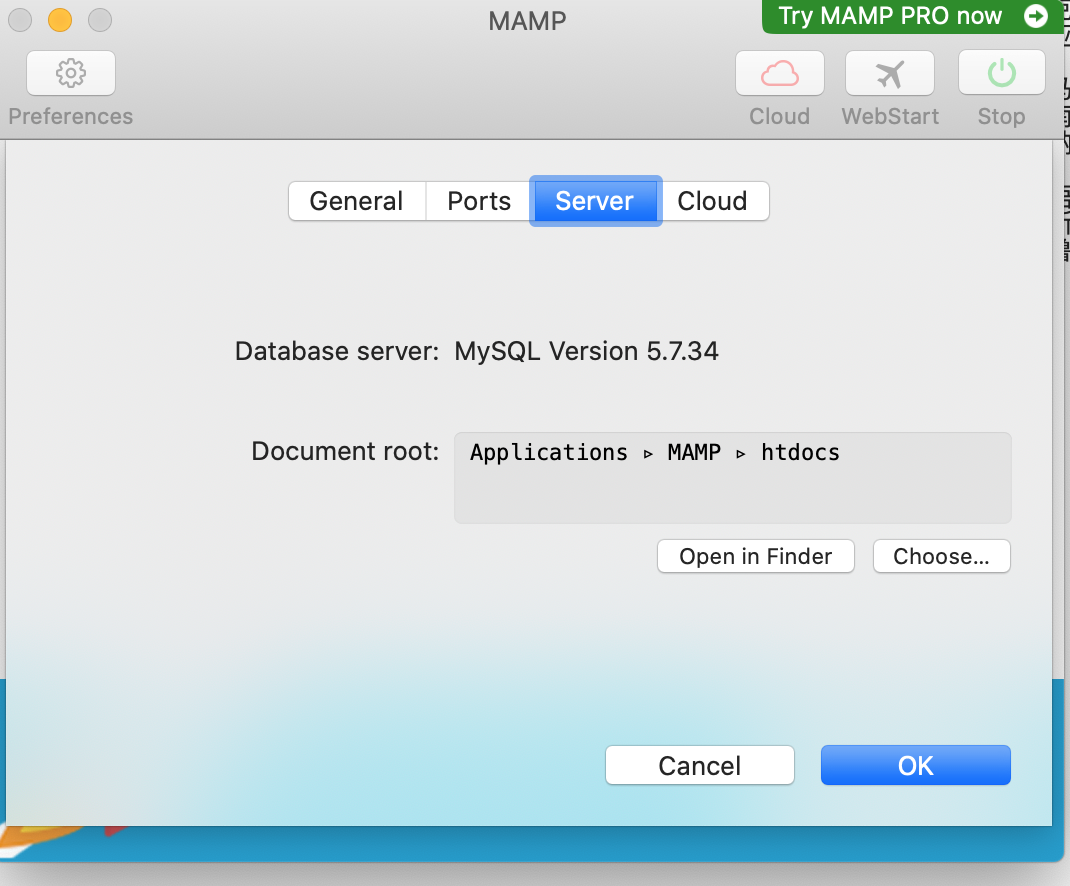 MAMP
Try MAMP PRO now
Preferences
Cloud
WebStart
Stop
General
Ports
Server
Cloud
Database server: MySQL Version 5.7.34
Document root: Applications ▹ MAMP ▹ htdocs
Open in Finder
Choose...
Cancel
OK